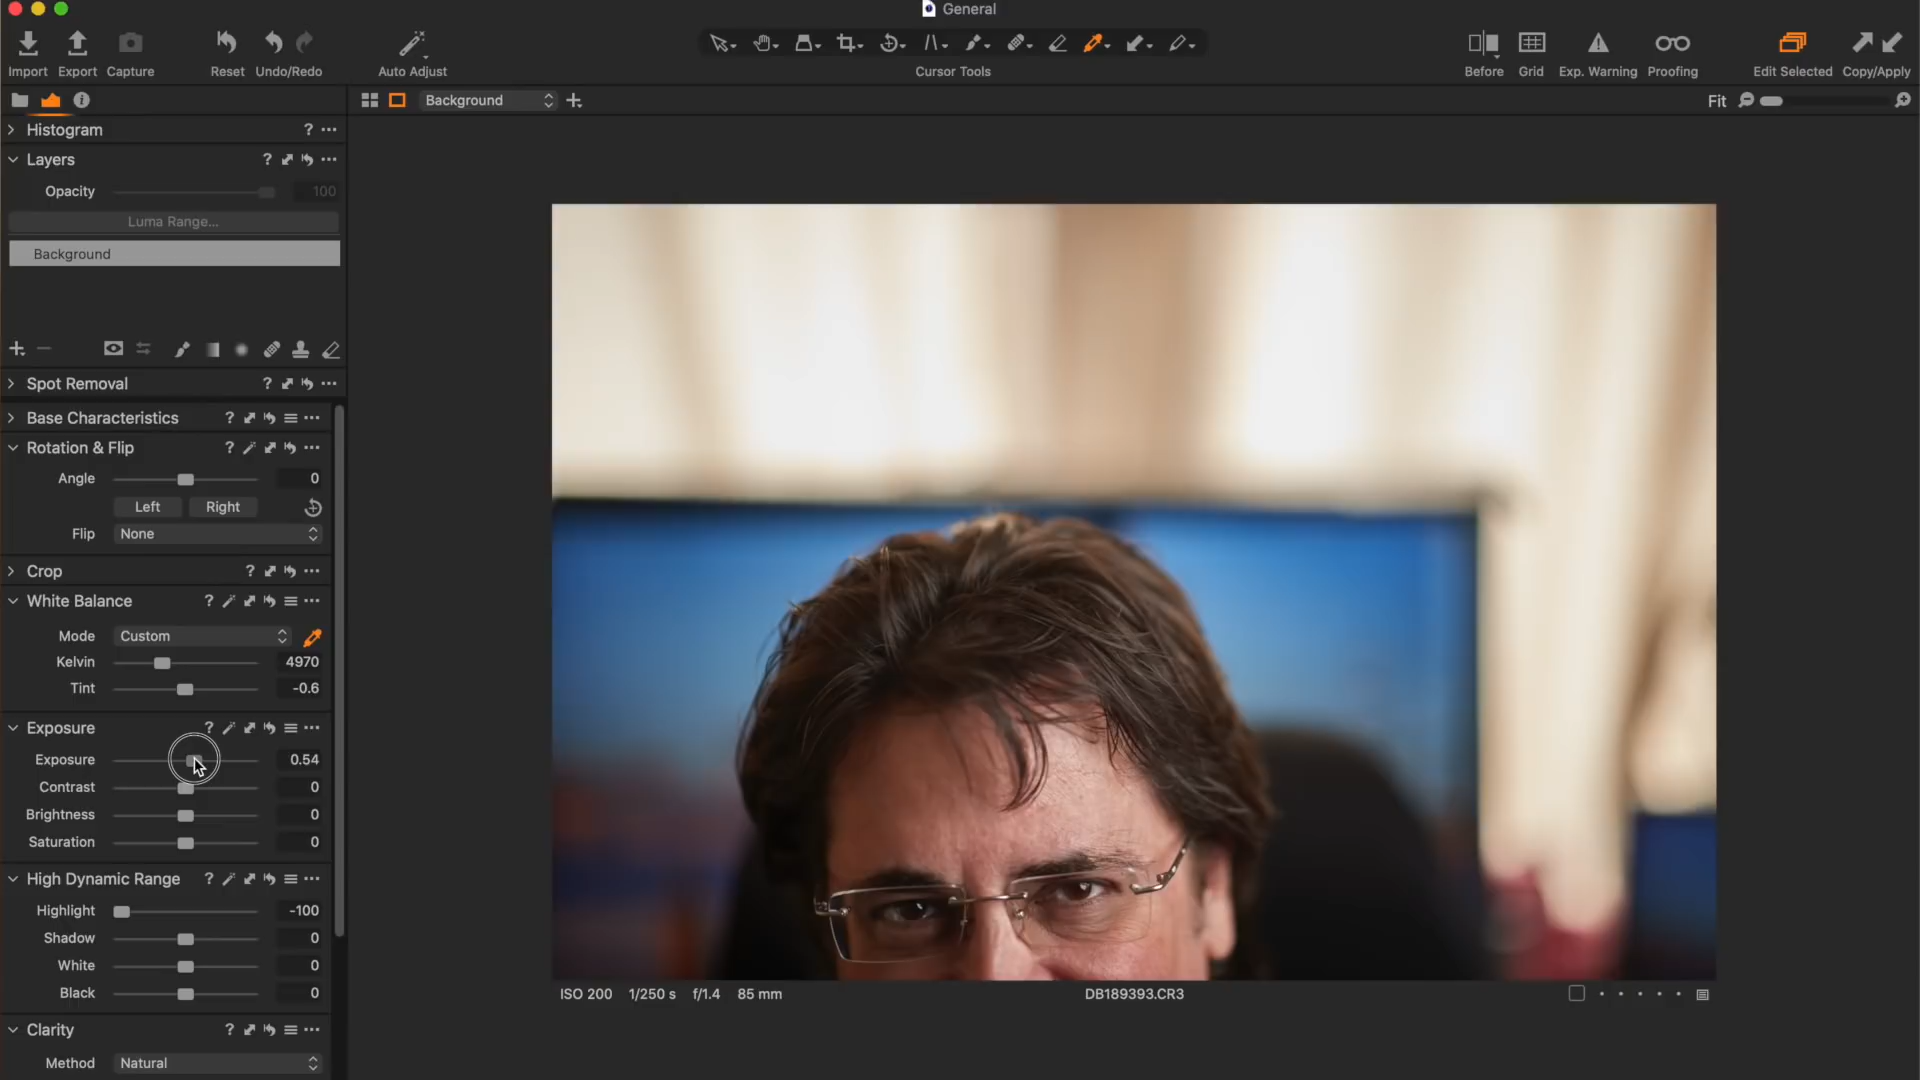 General
Import Export Capture Reset Undo/Redo Auto Adjust Cursor Tools Before Grid Exp. Warning Proofing Edit Selected Copy/Apply
Background Fit
Histogram ? ...
Layers ? ...
Opacity 100
Luma Range...
Background
Spot Removal ? ...
Base Characteristics ? ...
Rotation & Flip ? ...
Angle 0
Left Right
Flip None
Crop ? ...
White Balance ? ...
Mode Custom
Kelvin 4970
Tint -0.6
Exposure ? ...
Exposure 0.54
Contrast 0
Brightness 0
Saturation 0
High Dynamic Range ? ...
Highlight -100
Shadow 0
White 0
Black 0
Clarity ? ...
Method Natural
ISO 200 1/250 s f/1.4 85 mm DB189393.CR3